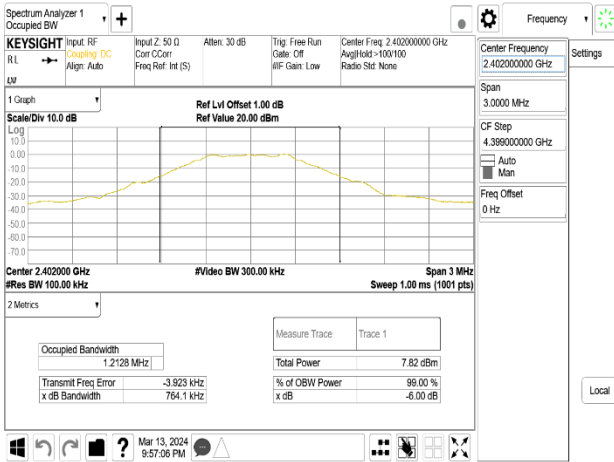 Spectrum Analyzer 1
Occupied BW
Frequency
KEYSIGHT
Input: RF
Coupling: DC
Align: Auto
Input Z: 50 Ω
Corr CCorr
Freq Ref: Int (S)
Atten: 30 dB
Trig: Free Run
Gate: Off
#IF Gain: Low
Center Freq: 2.402000000 GHz
Avg|Hold:>100/100
Radio Std: None
R L
Center Frequency
2.402000000 GHz
Settings
Span
3.0000 MHz
CF Step
4.399000000 GHz
Auto
Man
Freq Offset
0 Hz
Local
1 Graph
Scale/Div 10.0 dB
Ref Lvl Offset 1.00 dB
Ref Value 20.00 dBm
Log
10.0
0.00
-10.0
-20.0
-30.0
-40.0
-50.0
-60.0
-70.0
Center 2.402000 GHz
#Video BW 300.00 kHz
Span 3 MHz
#Res BW 100.00 kHz
Sweep 1.00 ms (1001 pts)
2 Metrics
Measure Trace
Trace 1
Occupied Bandwidth
1.2128 MHz
Total Power
7.82 dBm
Transmit Freq Error
-3.923 kHz
% of OBW Power
99.00 %
x dB Bandwidth
764.1 kHz
x dB
-6.00 dB
Mar 13, 2024
9:57:06 PM